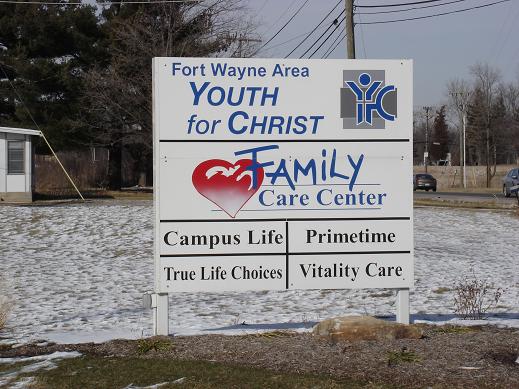 Fort Wayne Area
YOUTH
for CHRIST
YFC
FAMILY
Care Center
Campus Life
Primetime
True Life Choices
Vitality Care